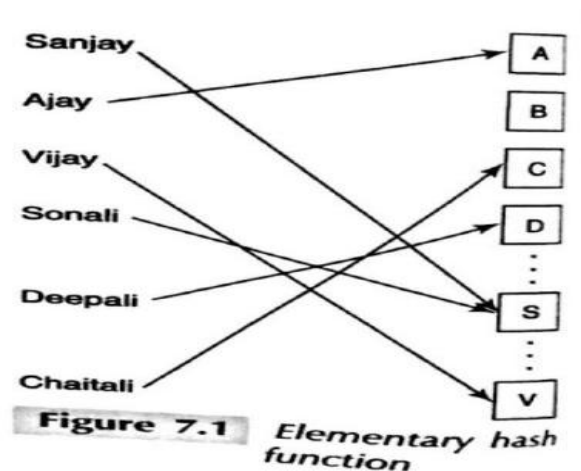 Sanjay
Ajay
Vijay
Sonali
Deepali
Chaitali
A
B
C
D
S
V
Figure 7.1 Elementary hash
function